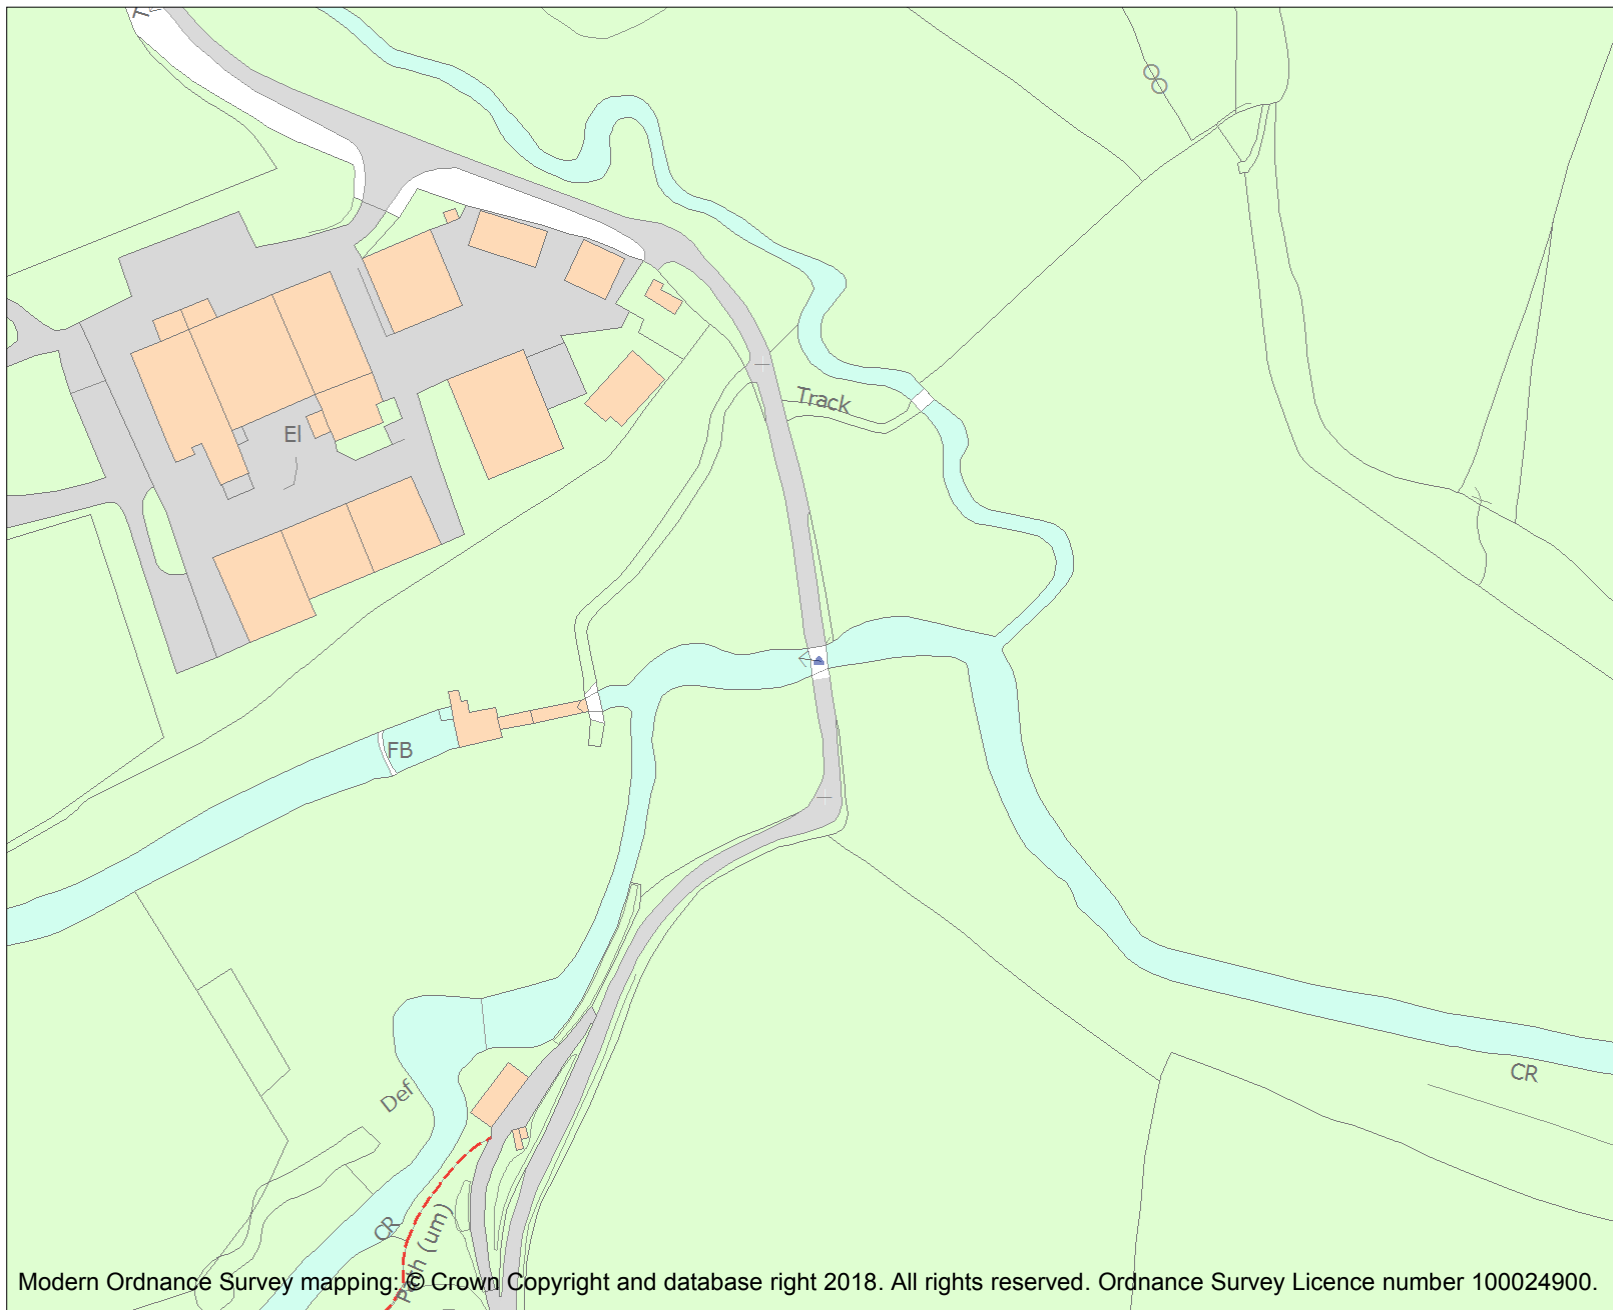 T
Track
El
FB
CR
Def
CR
Path (um)
Modern Ordnance Survey mapping: © Crown Copyright and database right 2018. All rights reserved. Ordnance Survey Licence number 100024900.